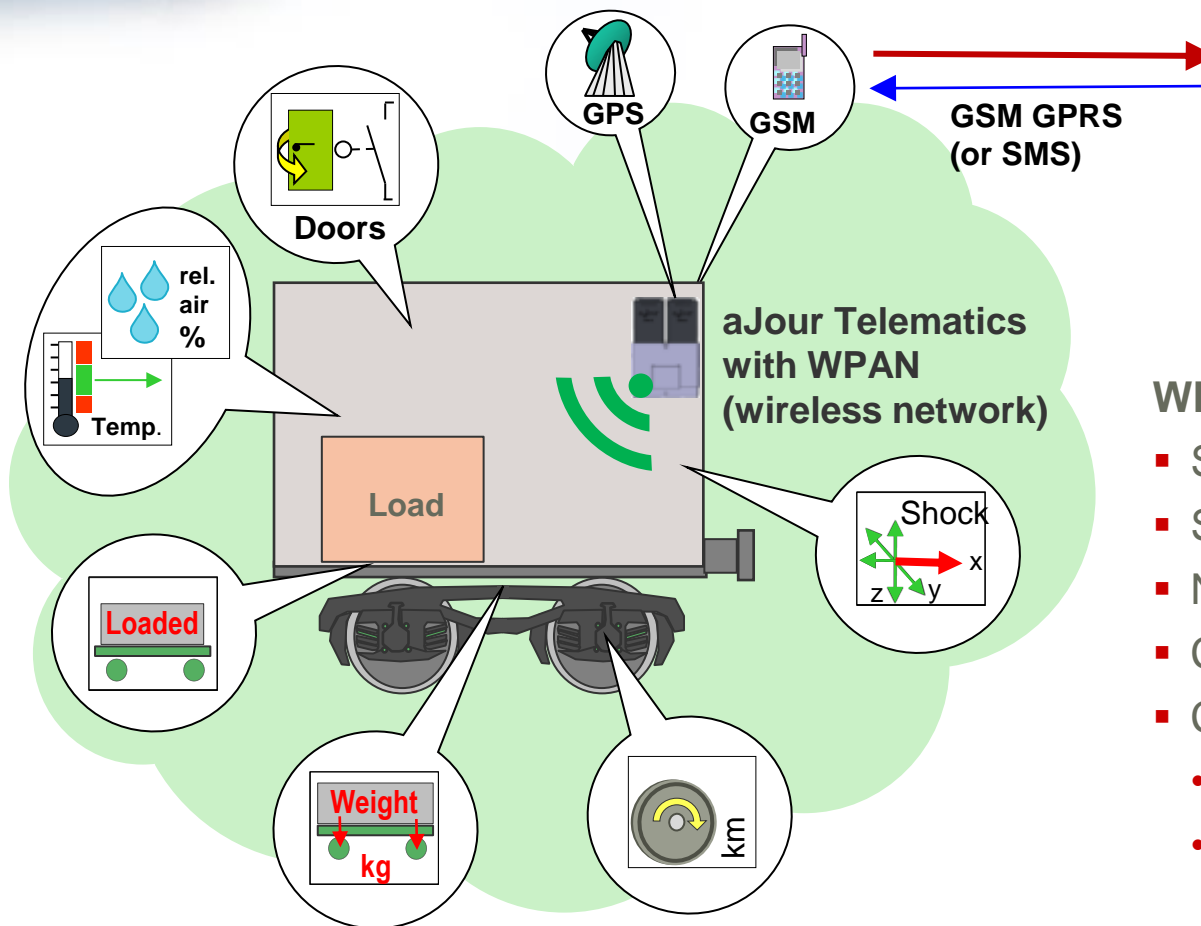 GPS
GSM
GSM GPRS
(or SMS)
Doors
rel.
air
%
Temp.
aJour Telematics
with WPAN
(wireless network)
Load
Shock
x
y
z
Loaded
Weight
kg
km